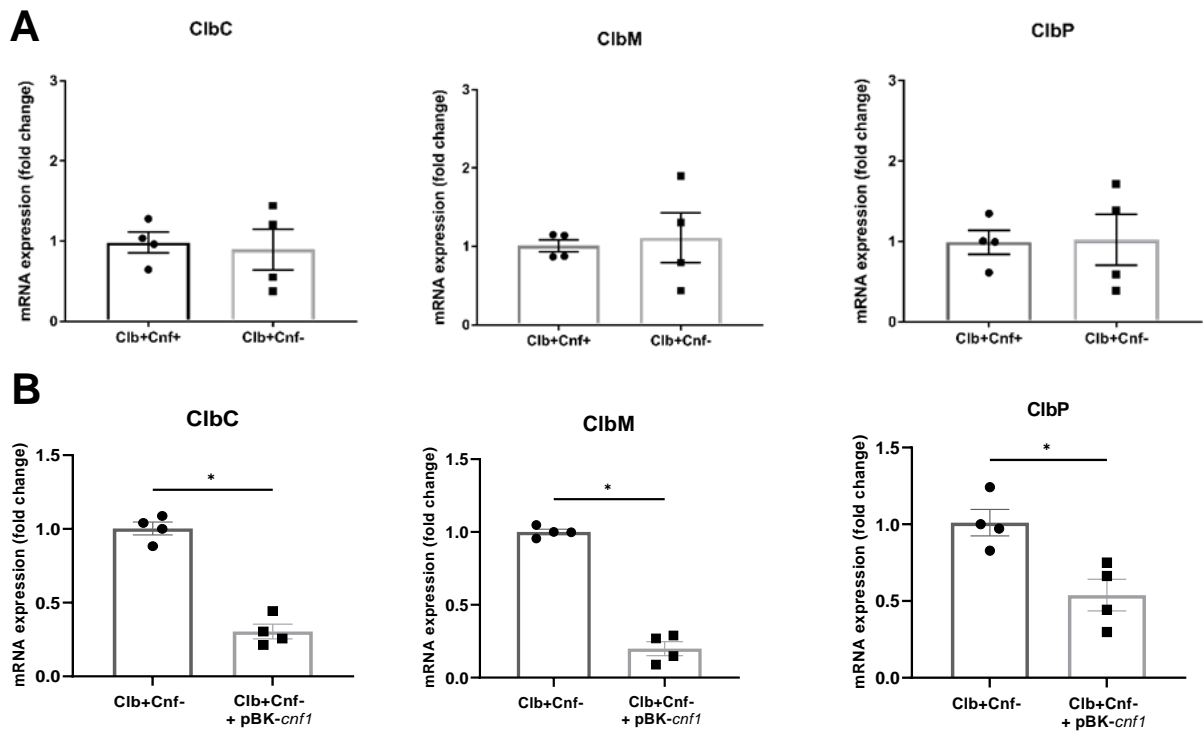 A
ClbC
mRNA expression (fold change)
3
2
1
0
Clb+Cnf+ Clb+Cnf-
ClbM
mRNA expression (fold change)
3
2
1
0
Clb+Cnf+ Clb+Cnf-
ClbP
mRNA expression (fold change)
3
2
1
0
Clb+Cnf+ Clb+Cnf-
B
ClbC
mRNA expression (fold change)
1.5
1.0
0.5
0.0
*
Clb+Cnf- Clb+Cnf-
+ pBK-cnf1
ClbM
mRNA expression (fold change)
1.5
1.0
0.5
0.0
*
Clb+Cnf- Clb+Cnf-
+ pBK-cnf1
ClbP
mRNA expression (fold change)
1.5
1.0
0.5
0.0
*
Clb+Cnf- Clb+Cnf-
+ pBK-cnf1